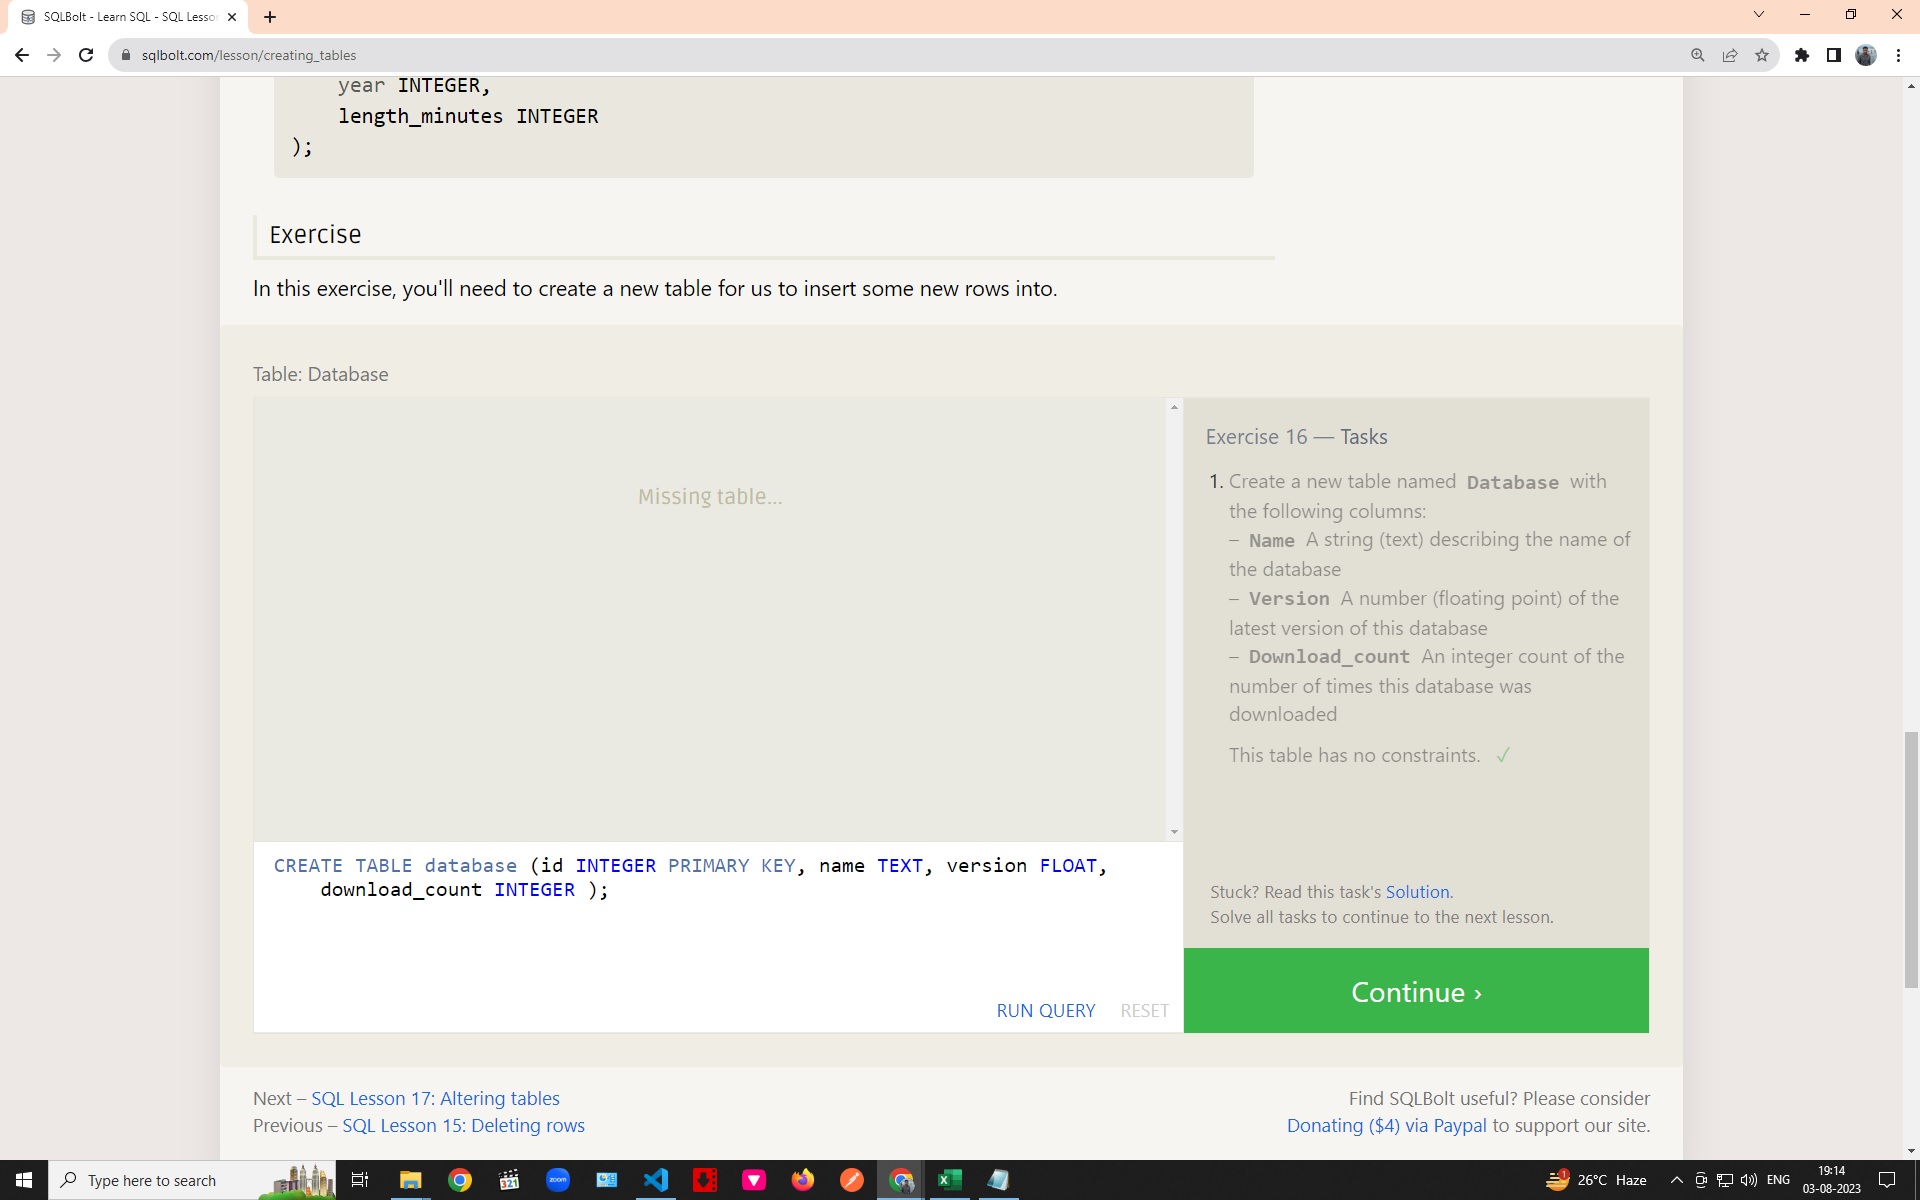 SQLBolt - Learn SQL - SQL Lesso
sqlbolt.com/lesson/creating_tables
year INTEGER,
length_minutes INTEGER
);
Exercise
In this exercise, you'll need to create a new table for us to insert some new rows into.
Table: Database
Missing table...
Exercise 16 — Tasks
1. Create a new table named Database with
the following columns:
– Name A string (text) describing the name of
the database
– Version A number (floating point) of the
latest version of this database
– Download_count An integer count of the
number of times this database was
downloaded
This table has no constraints. ✓
CREATE TABLE database (id INTEGER PRIMARY KEY, name TEXT, version FLOAT,
download_count INTEGER );
RUN QUERY RESET
Stuck? Read this task's Solution.
Solve all tasks to continue to the next lesson.
Continue ›
Next – SQL Lesson 17: Altering tables
Previous – SQL Lesson 15: Deleting rows
Find SQLBolt useful? Please consider
Donating ($4) via Paypal to support our site.
Type here to search
321
zoom
1
26°C Haze
ENG
19:14
03-08-2023